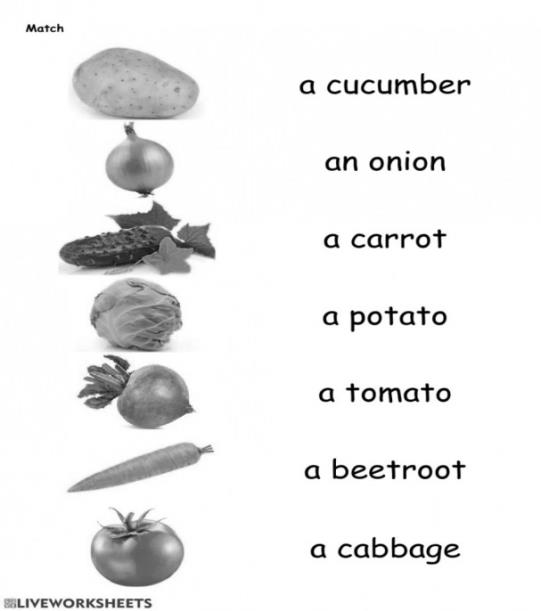 Match
a cucumber
an onion
a carrot
a potato
a tomato
a beetroot
a cabbage
LIVEWORKSHEETS